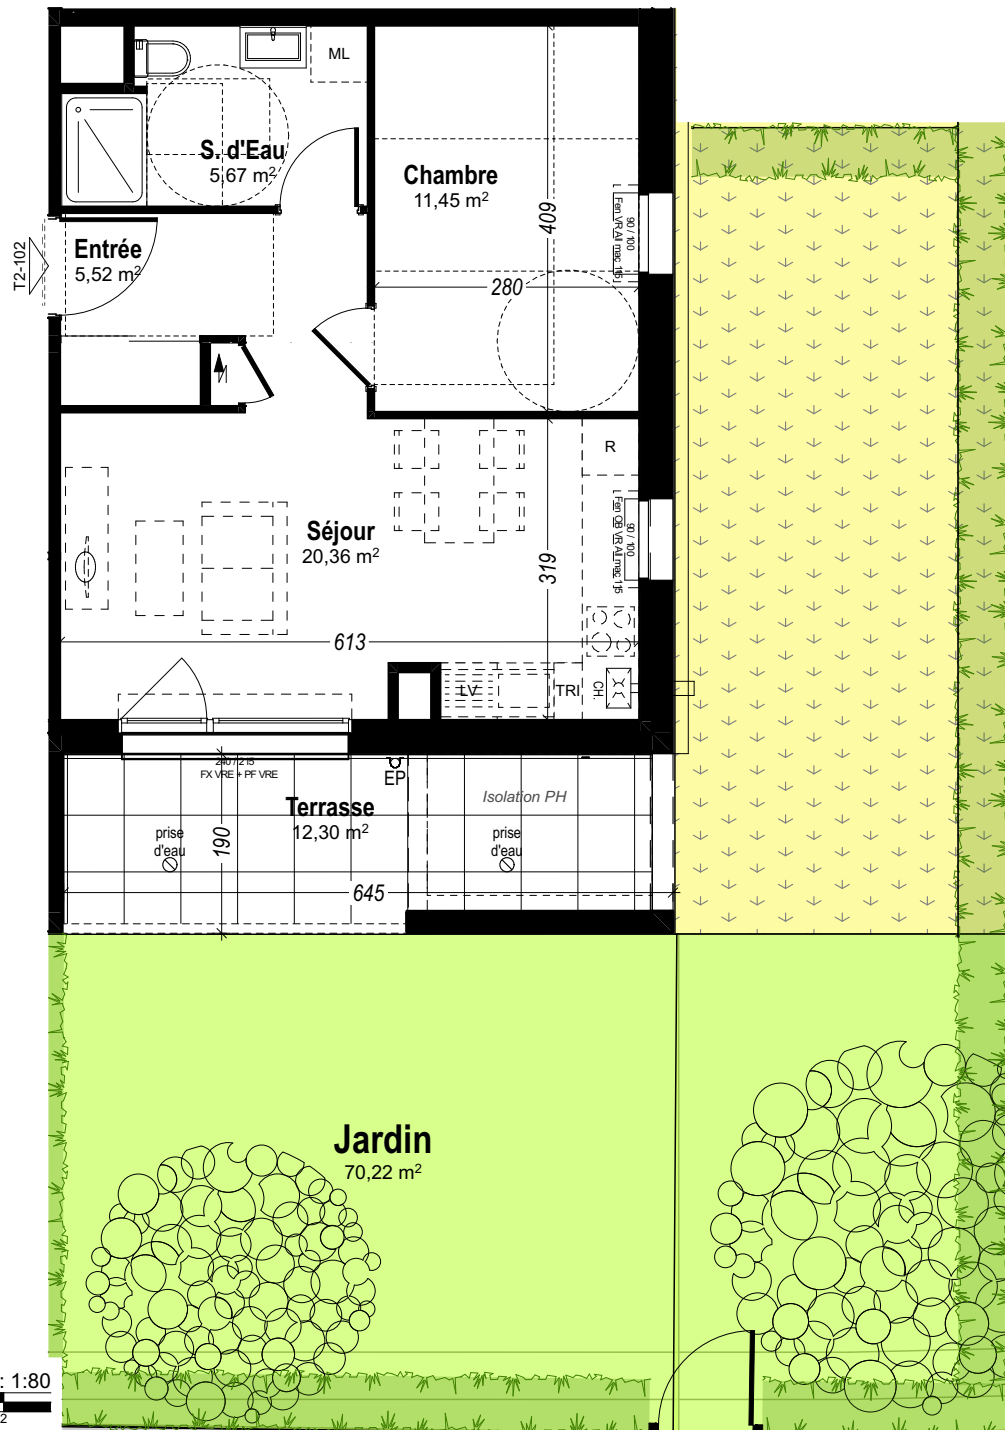 ML
S. d'Eau
5,67 m²
Chambre
11,45 m²
409
90 / 100
Fen VR All mac 115
T2-102
Entrée
5,52 m²
280
R
Séjour
20,36 m²
319
90 / 100
Fen OB VR All mac 115
613
LV
TRI
CH.
240 / 215
FX VRE + PF VRE
EP
Isolation PH
Terrasse
12,30 m²
prise
d'eau
190
prise
d'eau
645
Jardin
70,22 m²
: 1:80
2